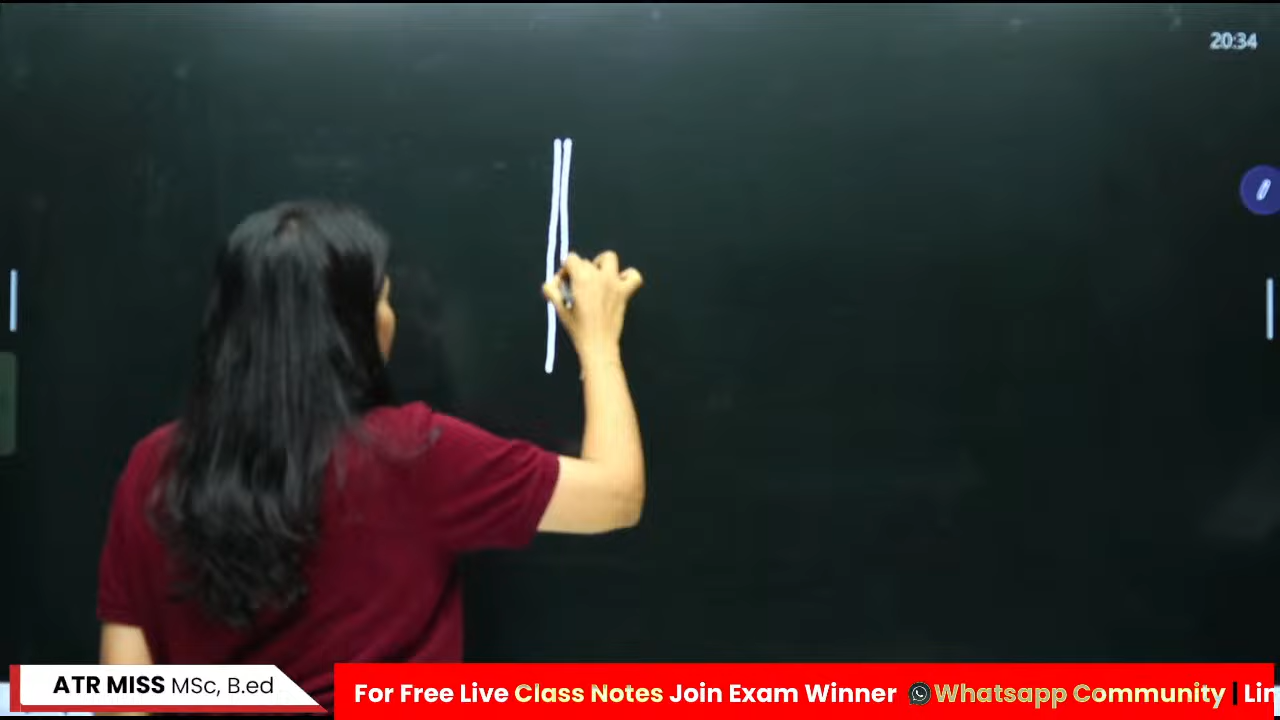 20:34
ATR MISS MSc, B.ed
For Free Live Class Notes Join Exam Winner Whatsapp Community | Lin